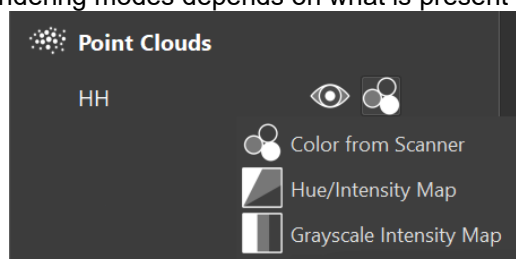 ndering modes depends on what is present
Point Clouds
HH
Color from Scanner
Hue/Intensity Map
Grayscale Intensity Map